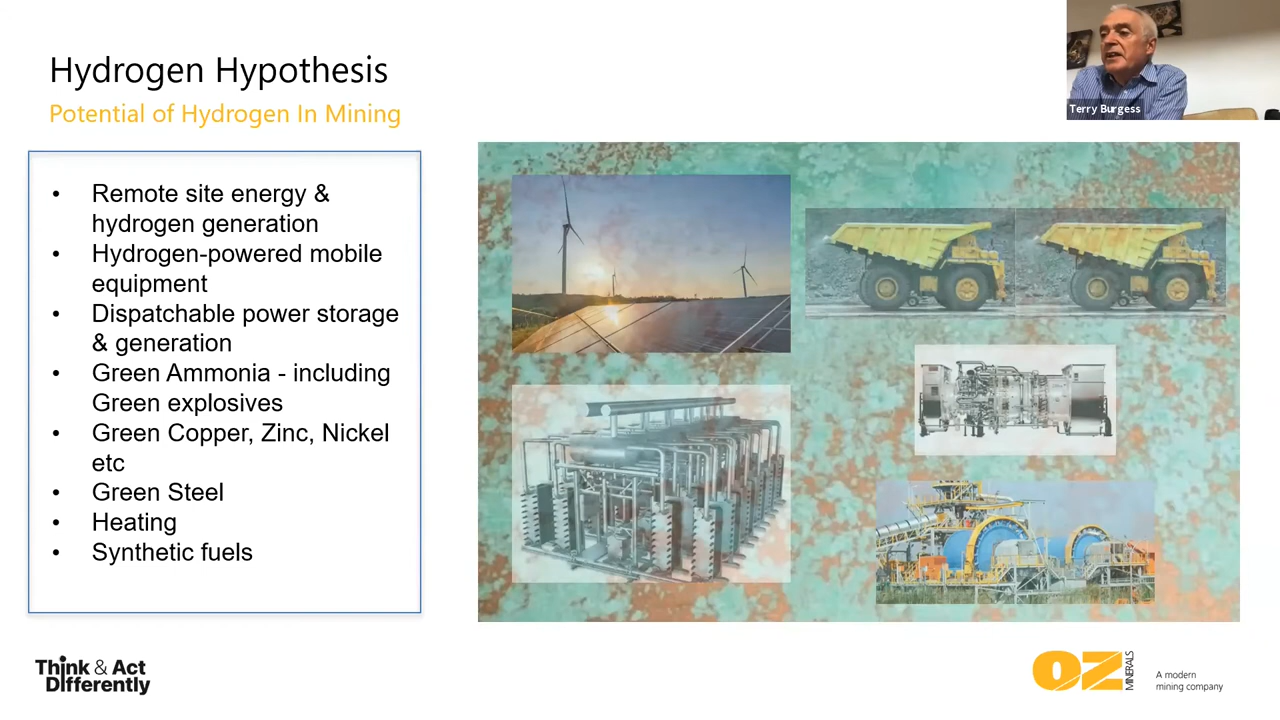 Hydrogen Hypothesis
Potential of Hydrogen In Mining
Terry Burgess
• Remote site energy &
hydrogen generation
• Hydrogen-powered mobile
equipment
• Dispatchable power storage
& generation
• Green Ammonia - including
Green explosives
• Green Copper, Zinc, Nickel
etc
• Green Steel
• Heating
• Synthetic fuels
Think & Act
Differently
OZ
MINERALS
A modern
mining company